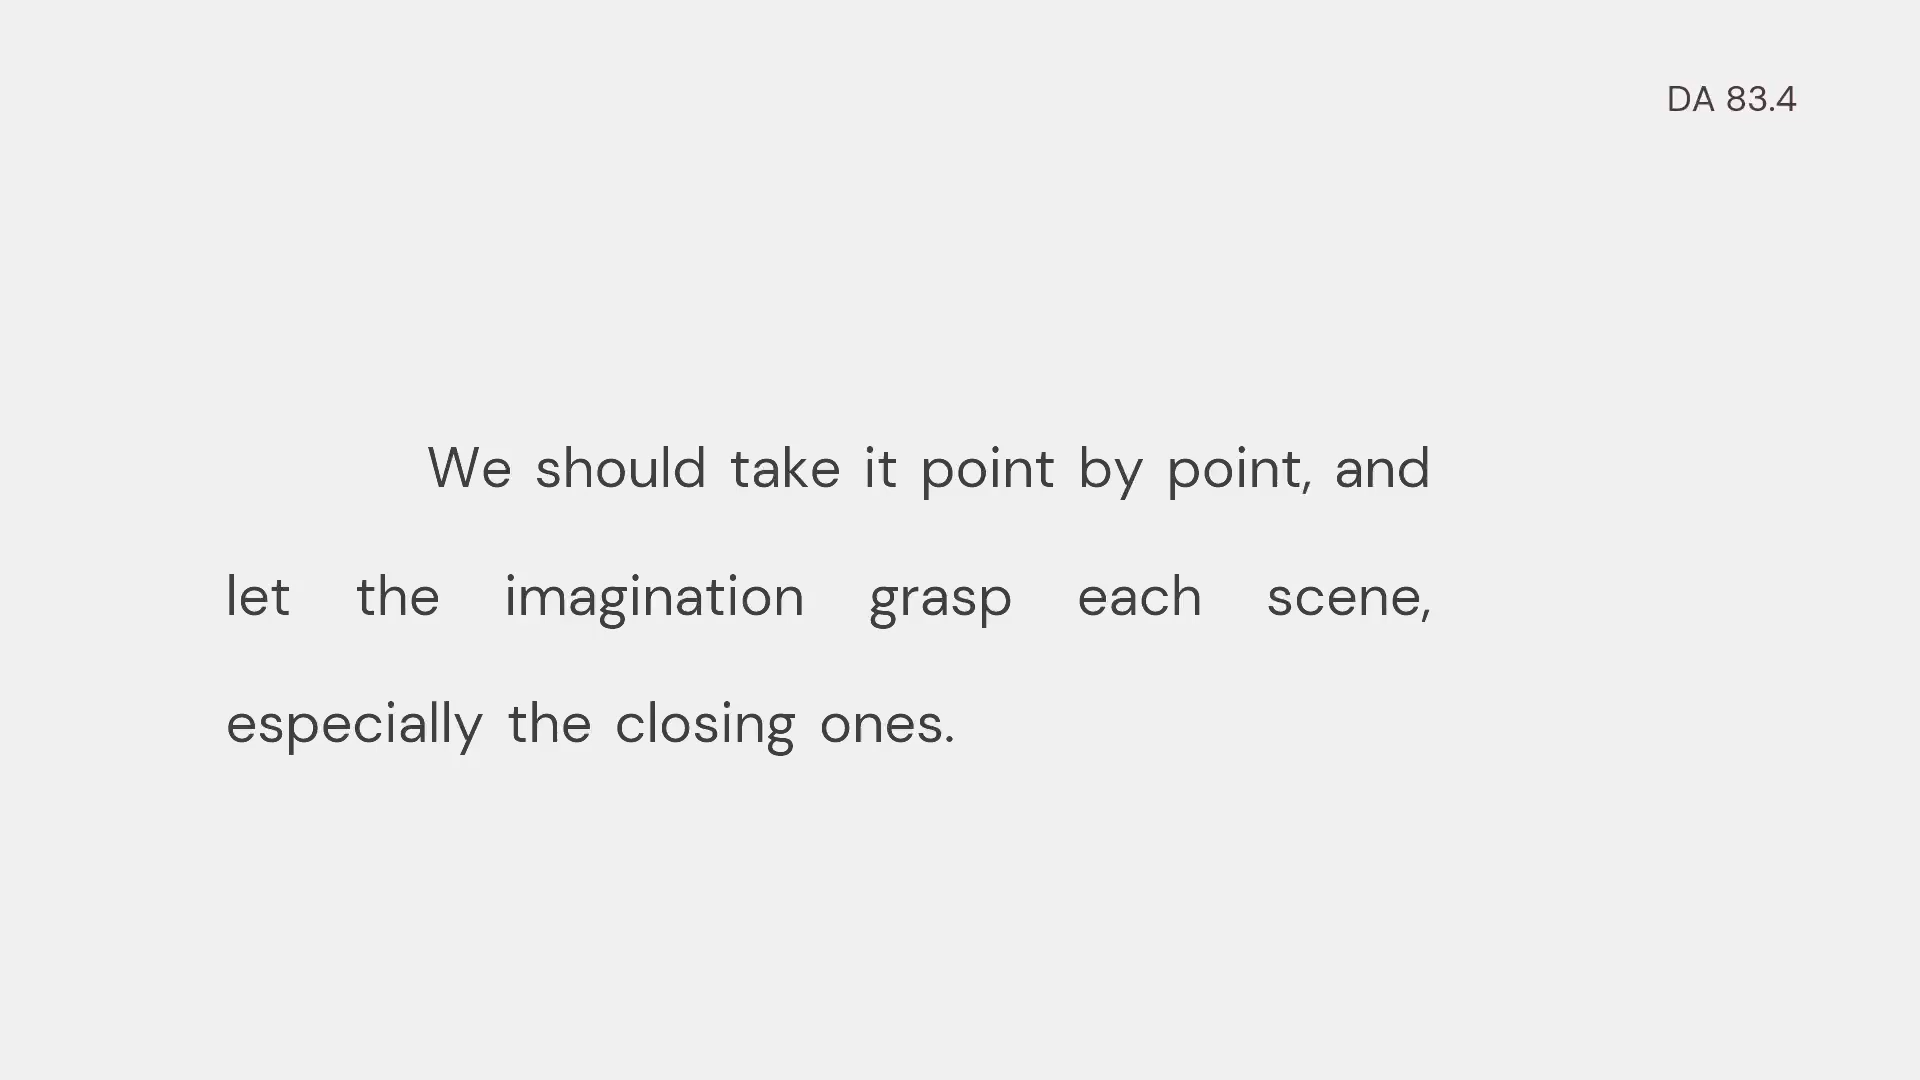 DA 83.4
We should take it point by point, and
let the imagination grasp each scene,
especially the closing ones.